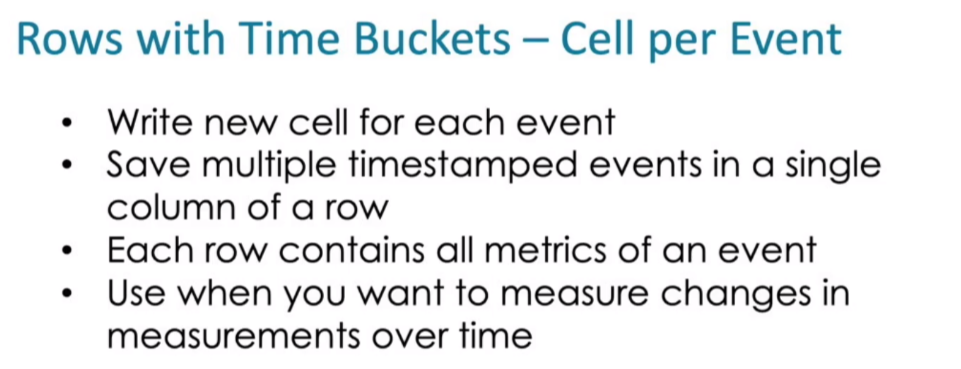 Rows with Time Buckets – Cell per Event
• Write new cell for each event
• Save multiple timestamped events in a single
column of a row
• Each row contains all metrics of an event
• Use when you want to measure changes in
measurements over time